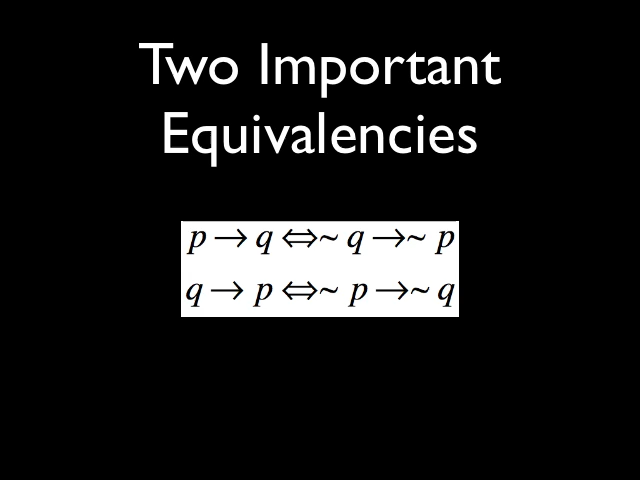 Two Important
Equivalencies
p → q ⇔~ q →~ p
q → p ⇔~ p →~ q